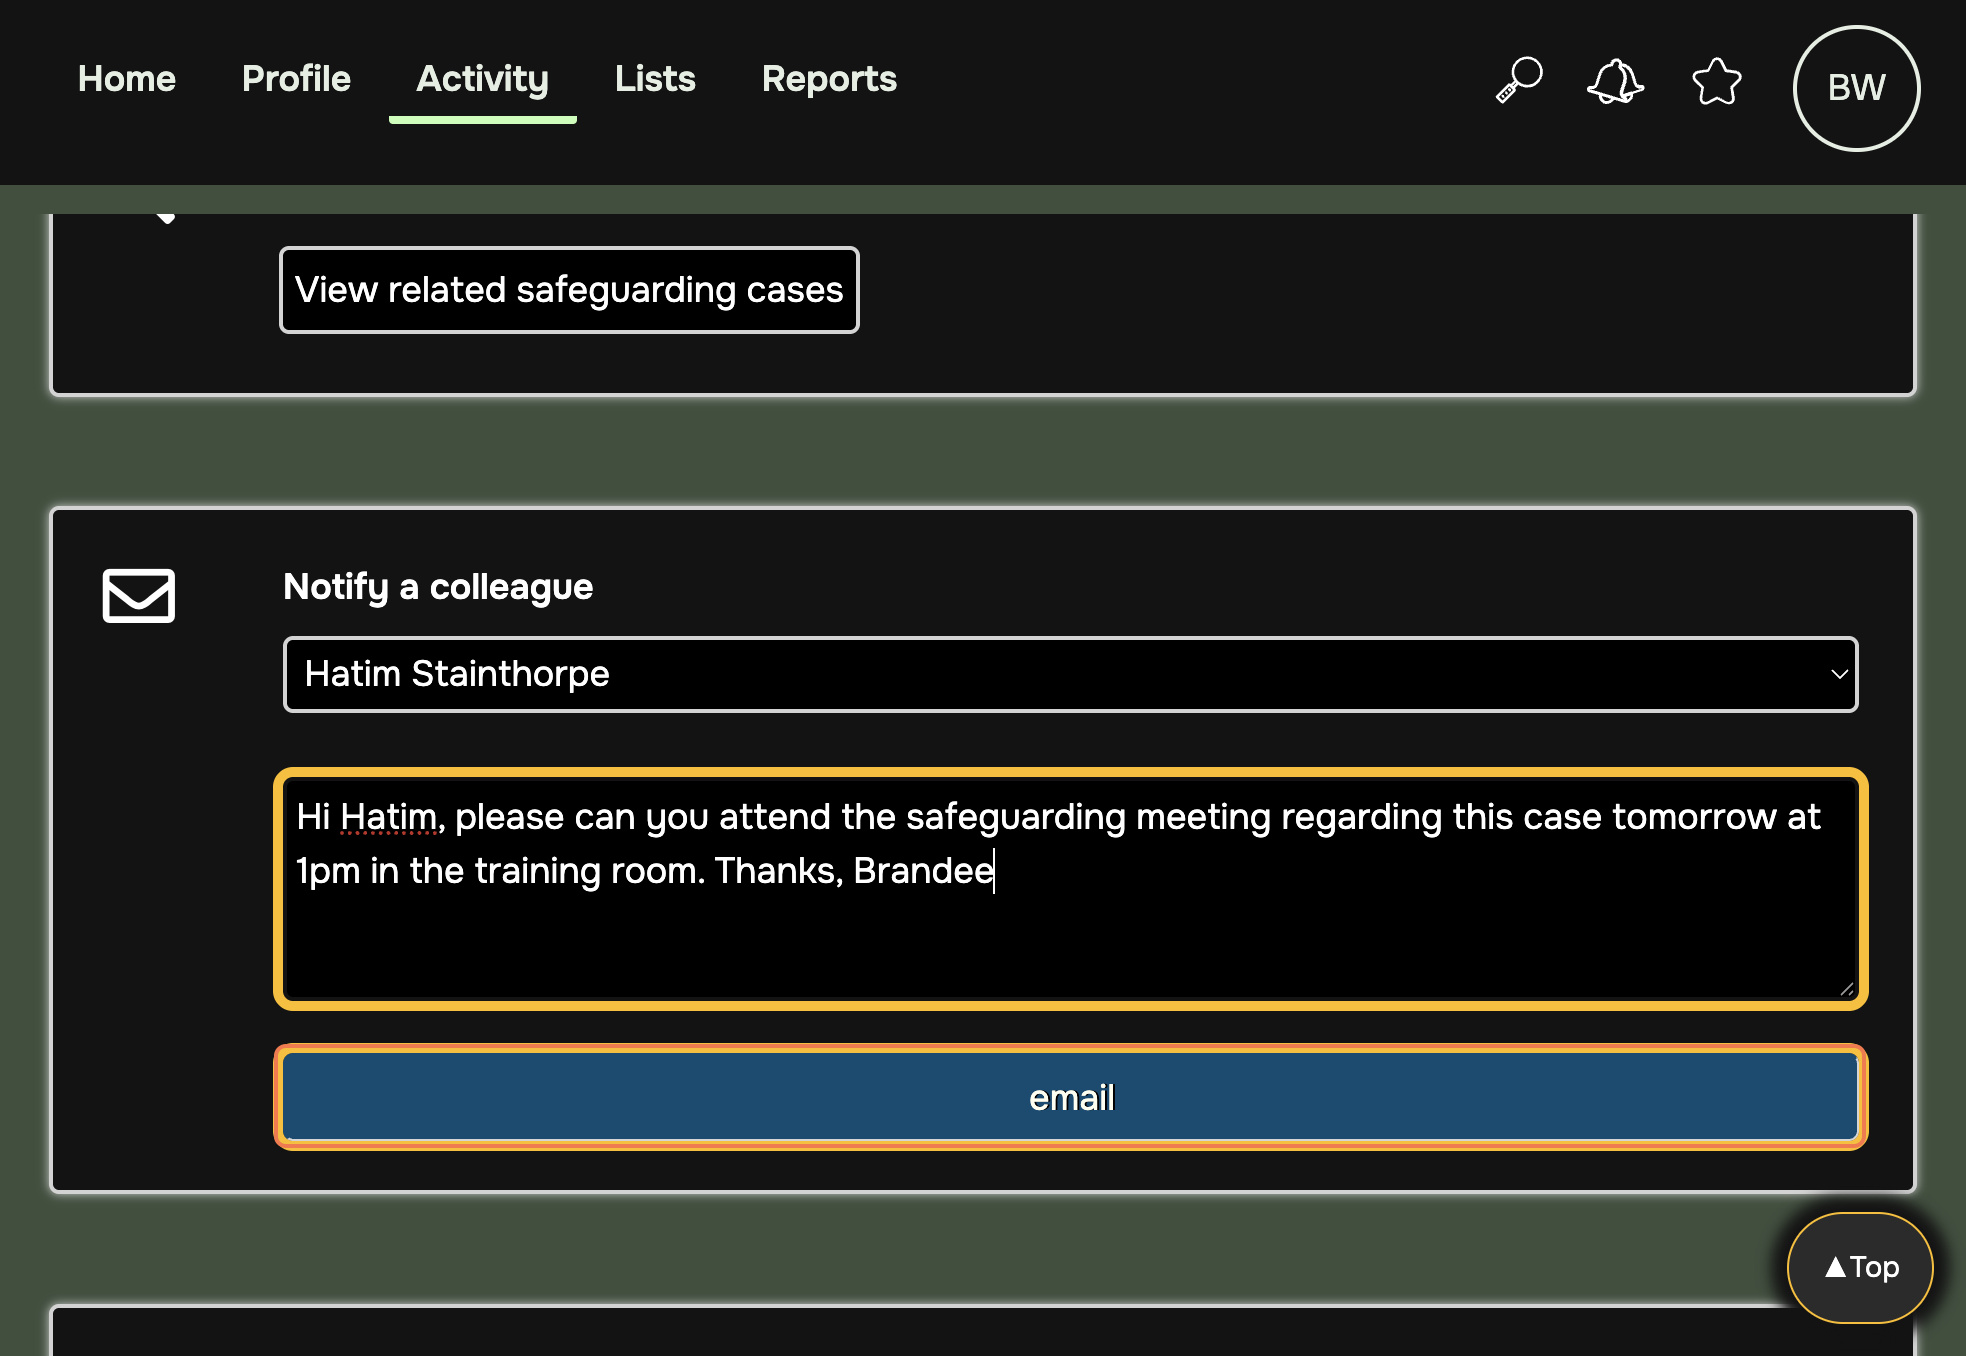 Home Profile Activity Lists Reports BW
View related safeguarding cases
Notify a colleague
Hatim Stainthorpe
Hi Hatim, please can you attend the safeguarding meeting regarding this case tomorrow at
1pm in the training room. Thanks, Brandee
email
▲Top